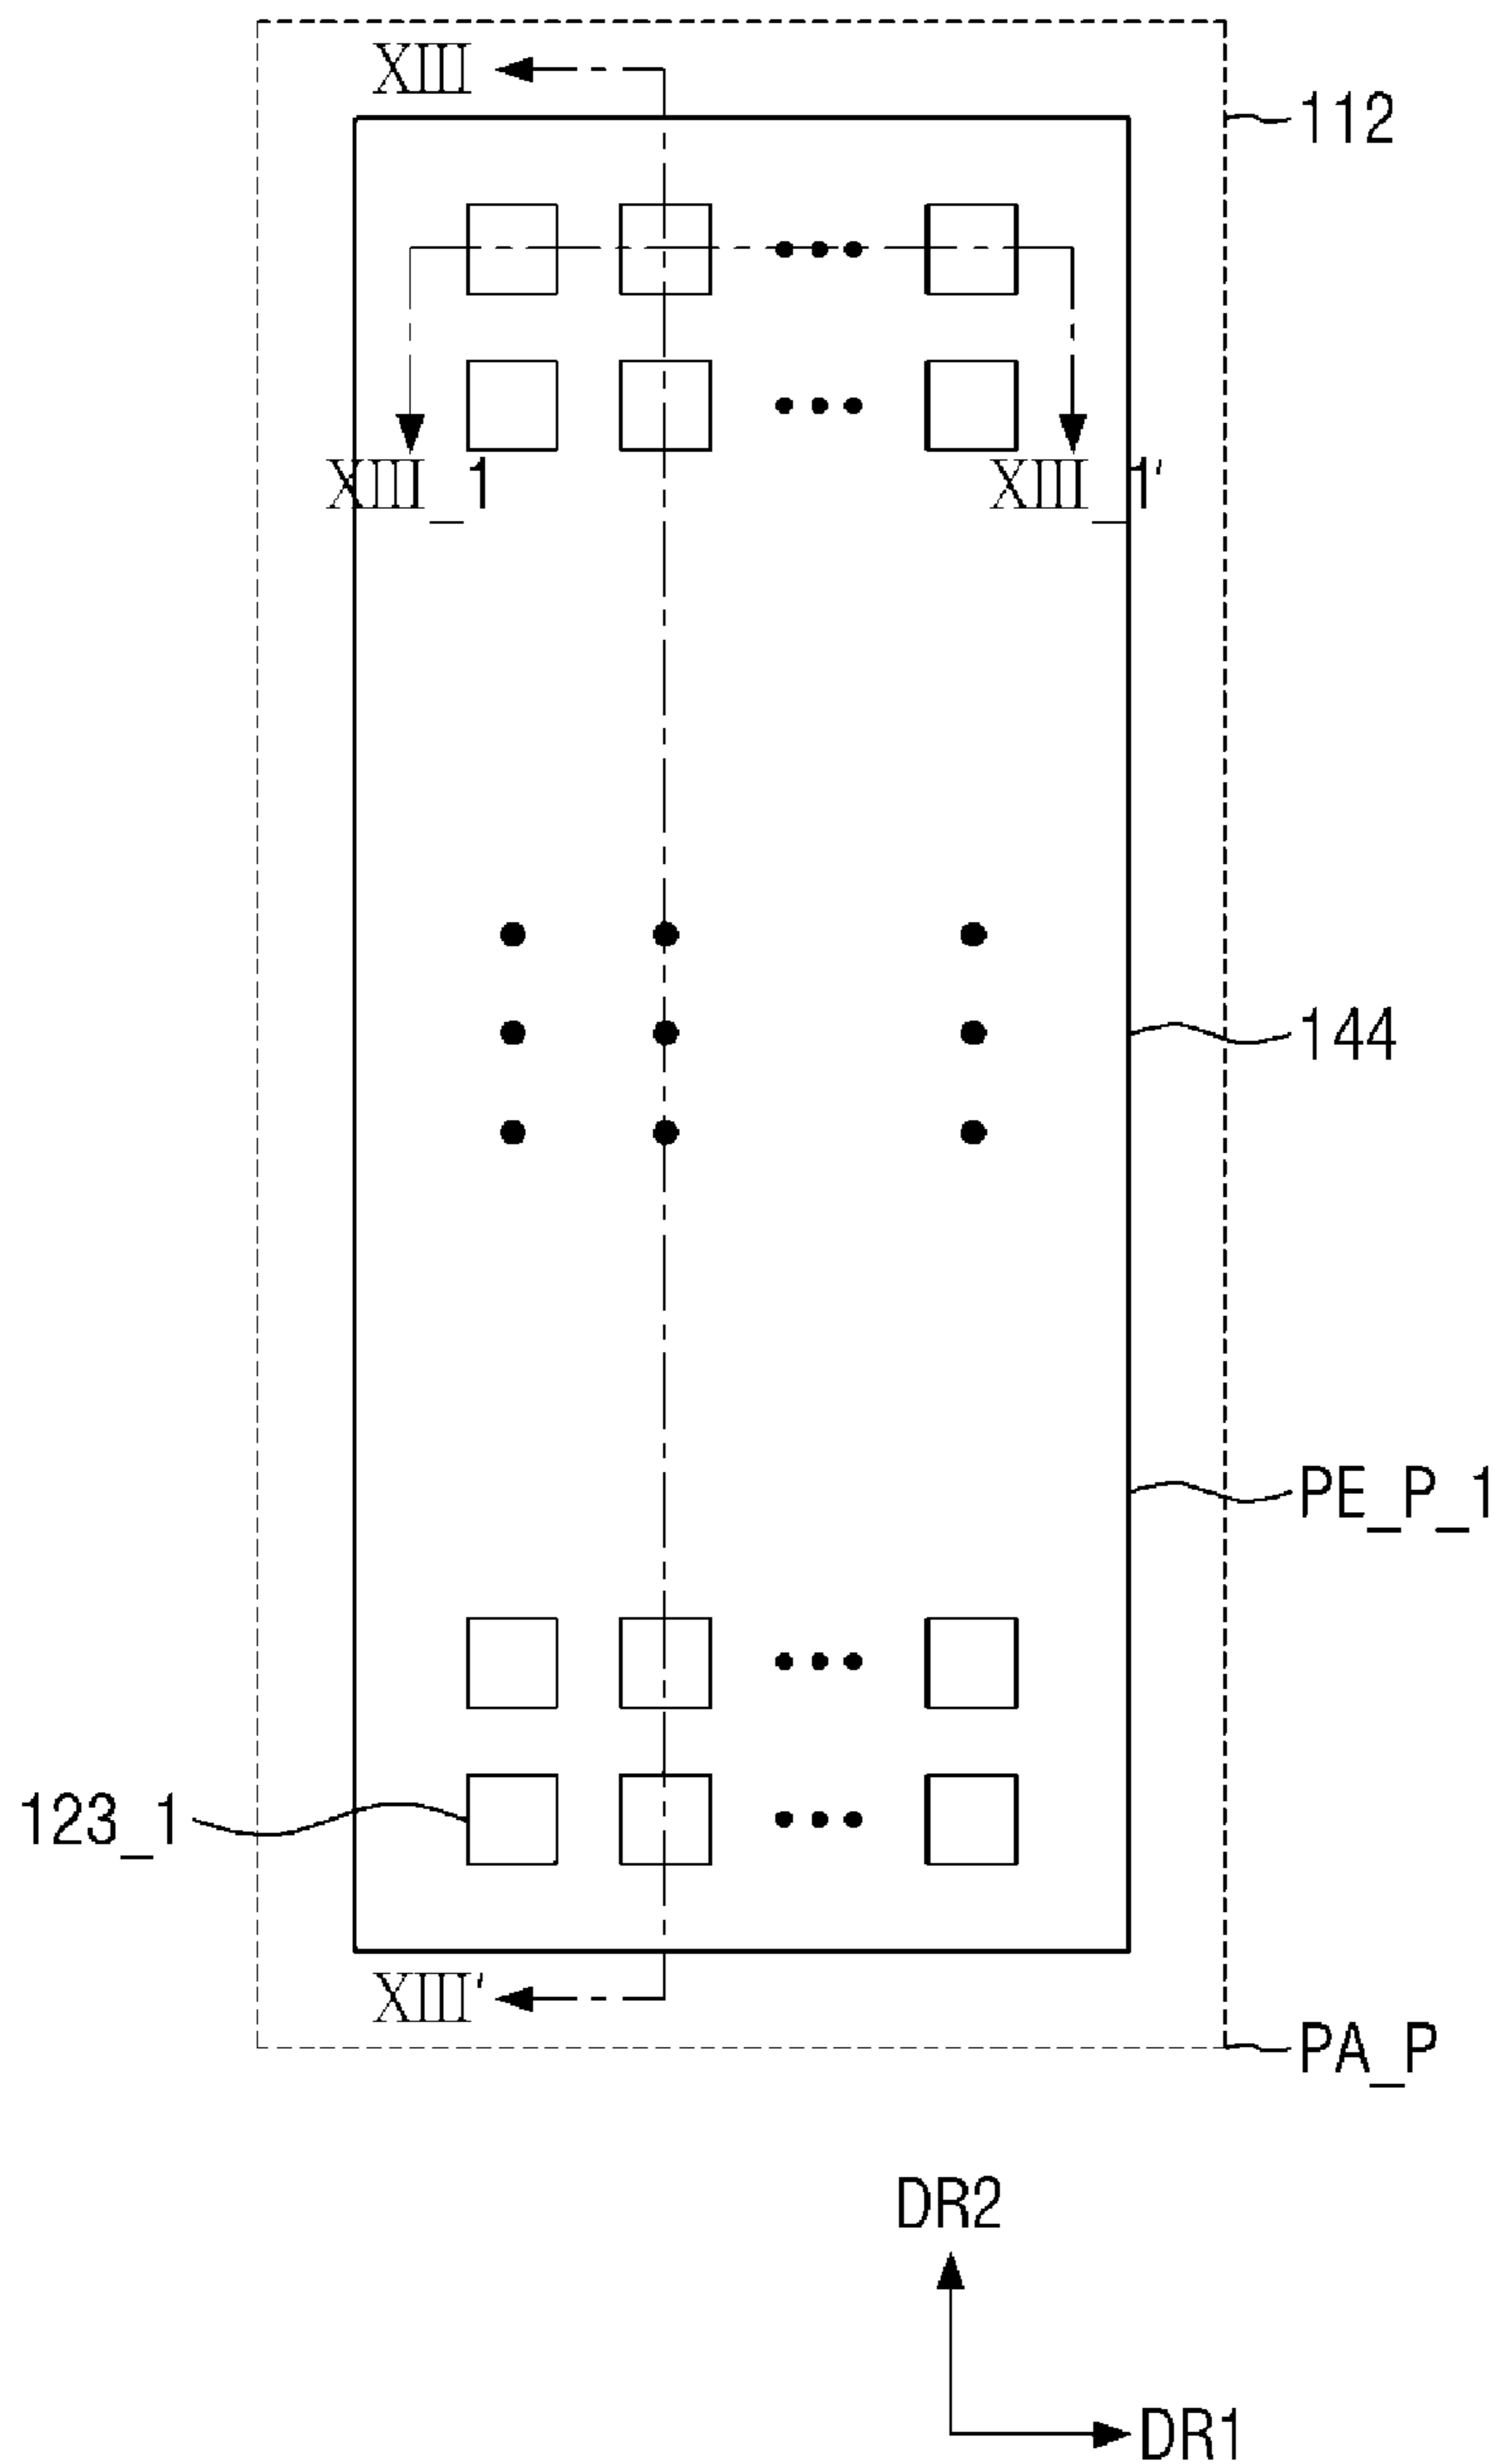 XIII
112
XIII_1
XIII_1'
144
PE_P_1
123_1
XIII'
PA_P
DR2
DR1